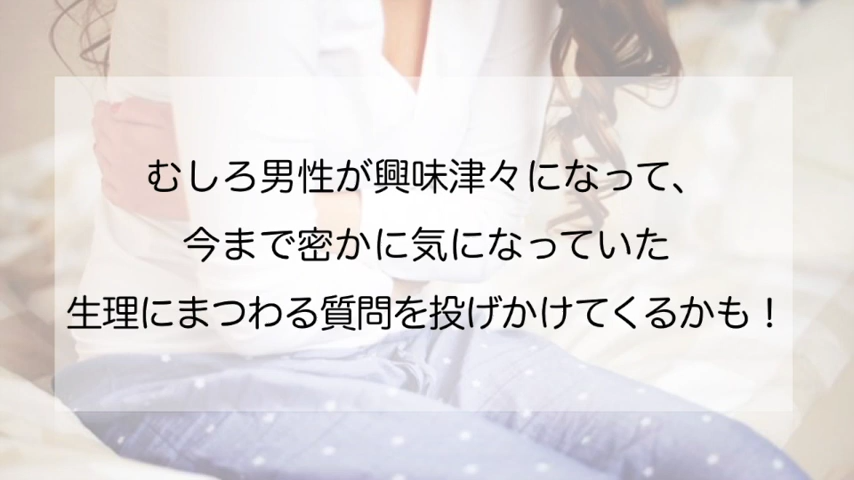 むしろ男性が興味津々になって、
今まで密かに気になっていた
生理にまつわる質問を投げかけてくるかも！